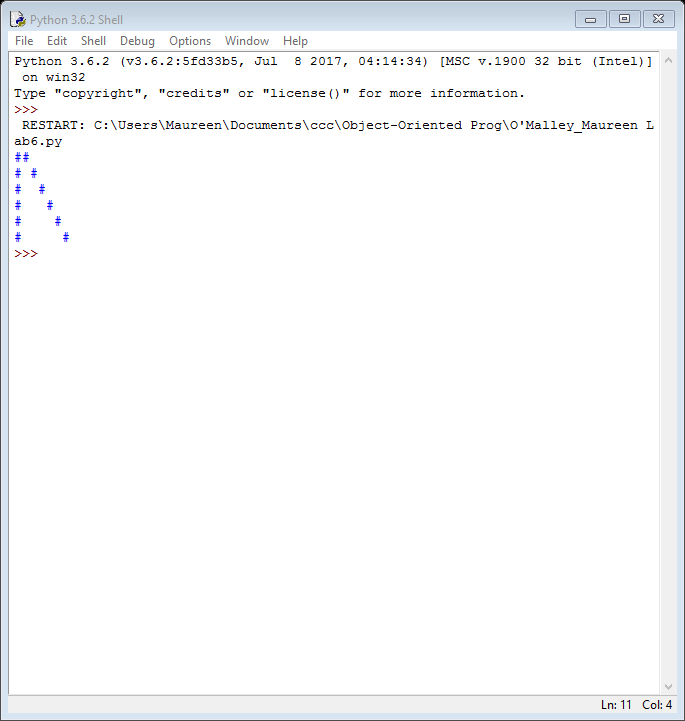 Python 3.6.2 Shell
File Edit Shell Debug Options Window Help
Python 3.6.2 (v3.6.2:5fd33b5, Jul  8 2017, 04:14:34) [MSC v.1900 32 bit (Intel)]
 on win32
Type "copyright", "credits" or "license()" for more information.
>>>
 RESTART: C:\Users\Maureen\Documents\ccc\Object-Oriented Prog\O'Malley_Maureen L
ab6.py
##
# #
#  #
#   #
#    #
#     #
>>>
Ln: 11 Col: 4